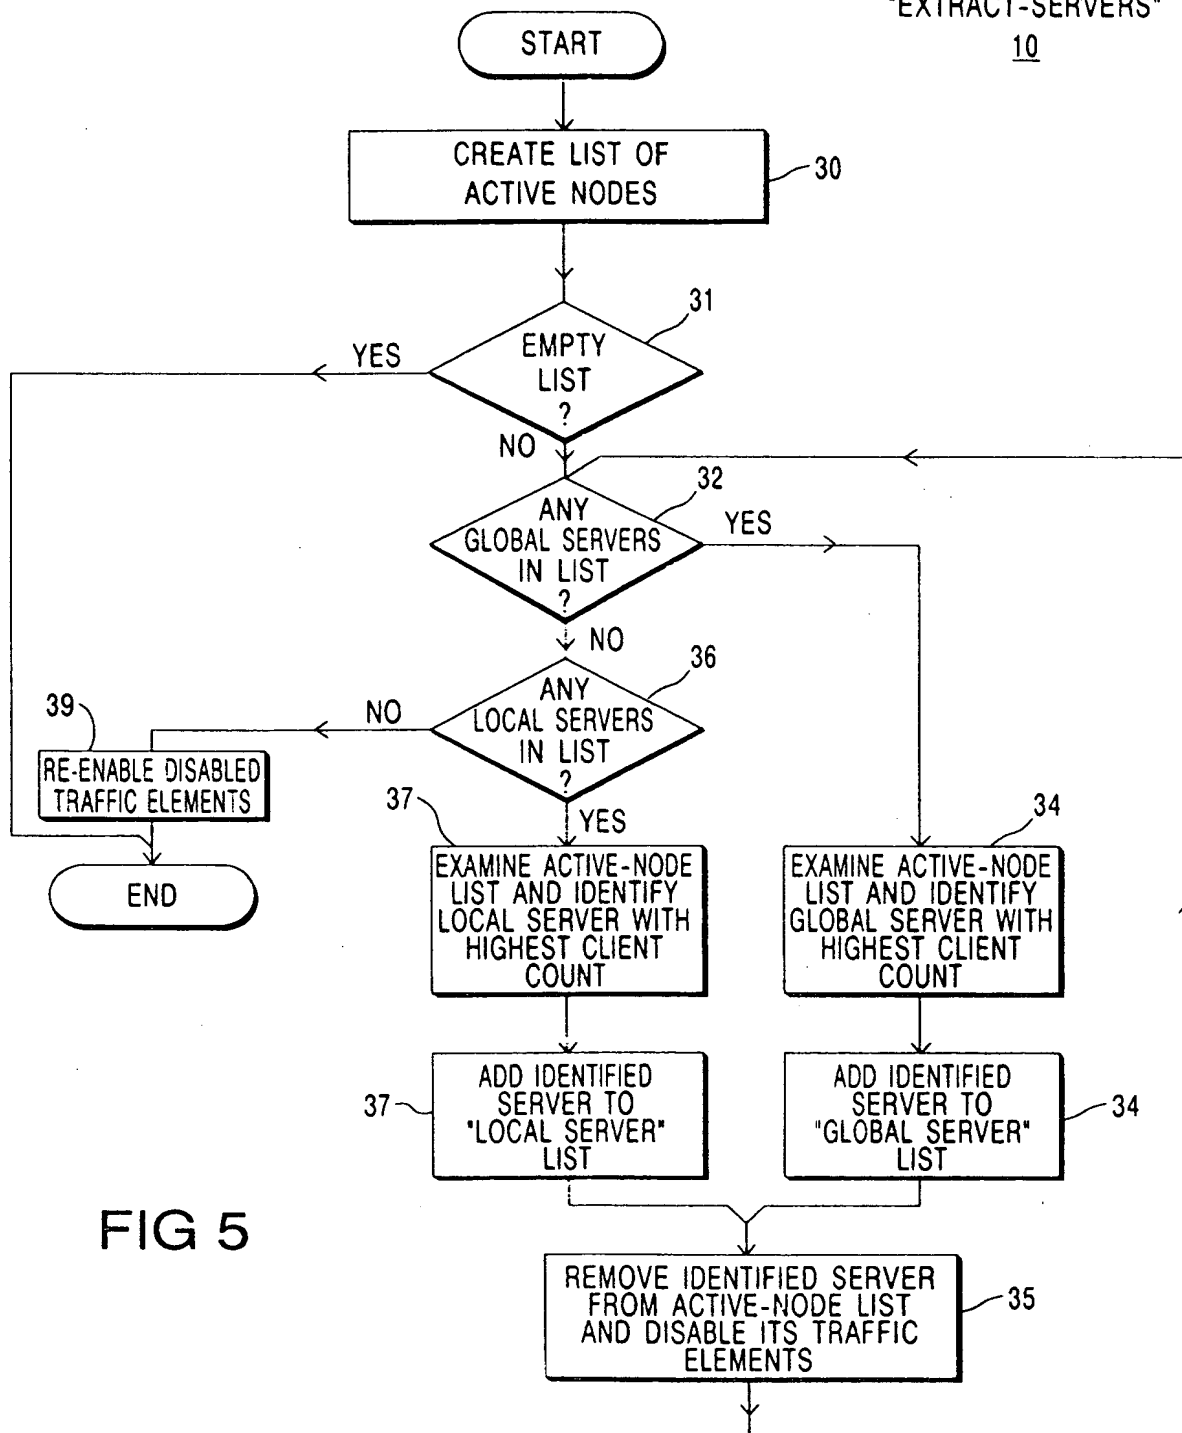 "EXTRACY-SERVERS"
10
START
CREATE LIST OF
ACTIVE NODES
30
31
EMPTY
LIST
?
YES
NO
32
ANY
GLOBAL SERVERS
IN LIST
?
YES
NO
36
ANY
LOCAL SERVERS
IN LIST
?
NO
39
RE-ENABLE DISABLED
TRAFFIC ELEMENTS
YES
END
37
EXAMINE ACTIVE-NODE
LIST AND IDENTIFY
LOCAL SERVER WITH
HIGHEST CLIENT
COUNT
34
EXAMINE ACTIVE-NODE
LIST AND IDENTIFY
GLOBAL SERVER WITH
HIGHEST CLIENT
COUNT
37
ADD IDENTIFIED
SERVER TO
"LOCAL SERVER"
LIST
ADD IDENTIFIED
SERVER TO
"GLOBAL SERVER"
LIST
34
FIG 5
REMOVE IDENTIFIED SERVER
FROM ACTIVE-NODE LIST
AND DISABLE ITS TRAFFIC
ELEMENTS
35